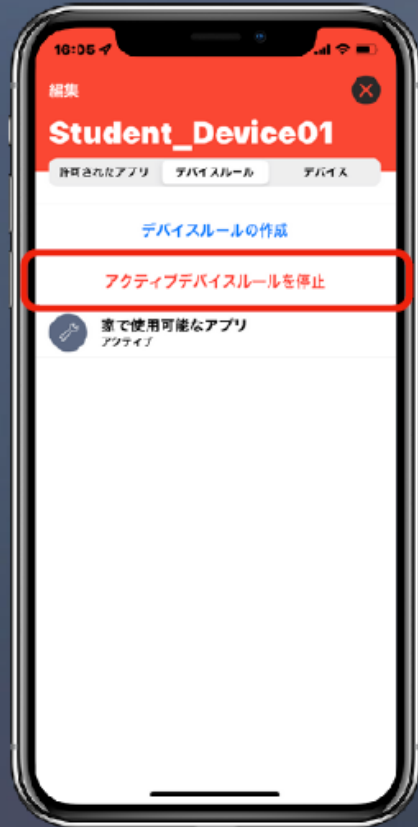 16:05
編集
Student_Device01
許可されたアプリ
デバイスルール
デバイス
デバイスルールの作成
アクティブデバイスルールを停止
家で使用可能なアプリ
アクティブ